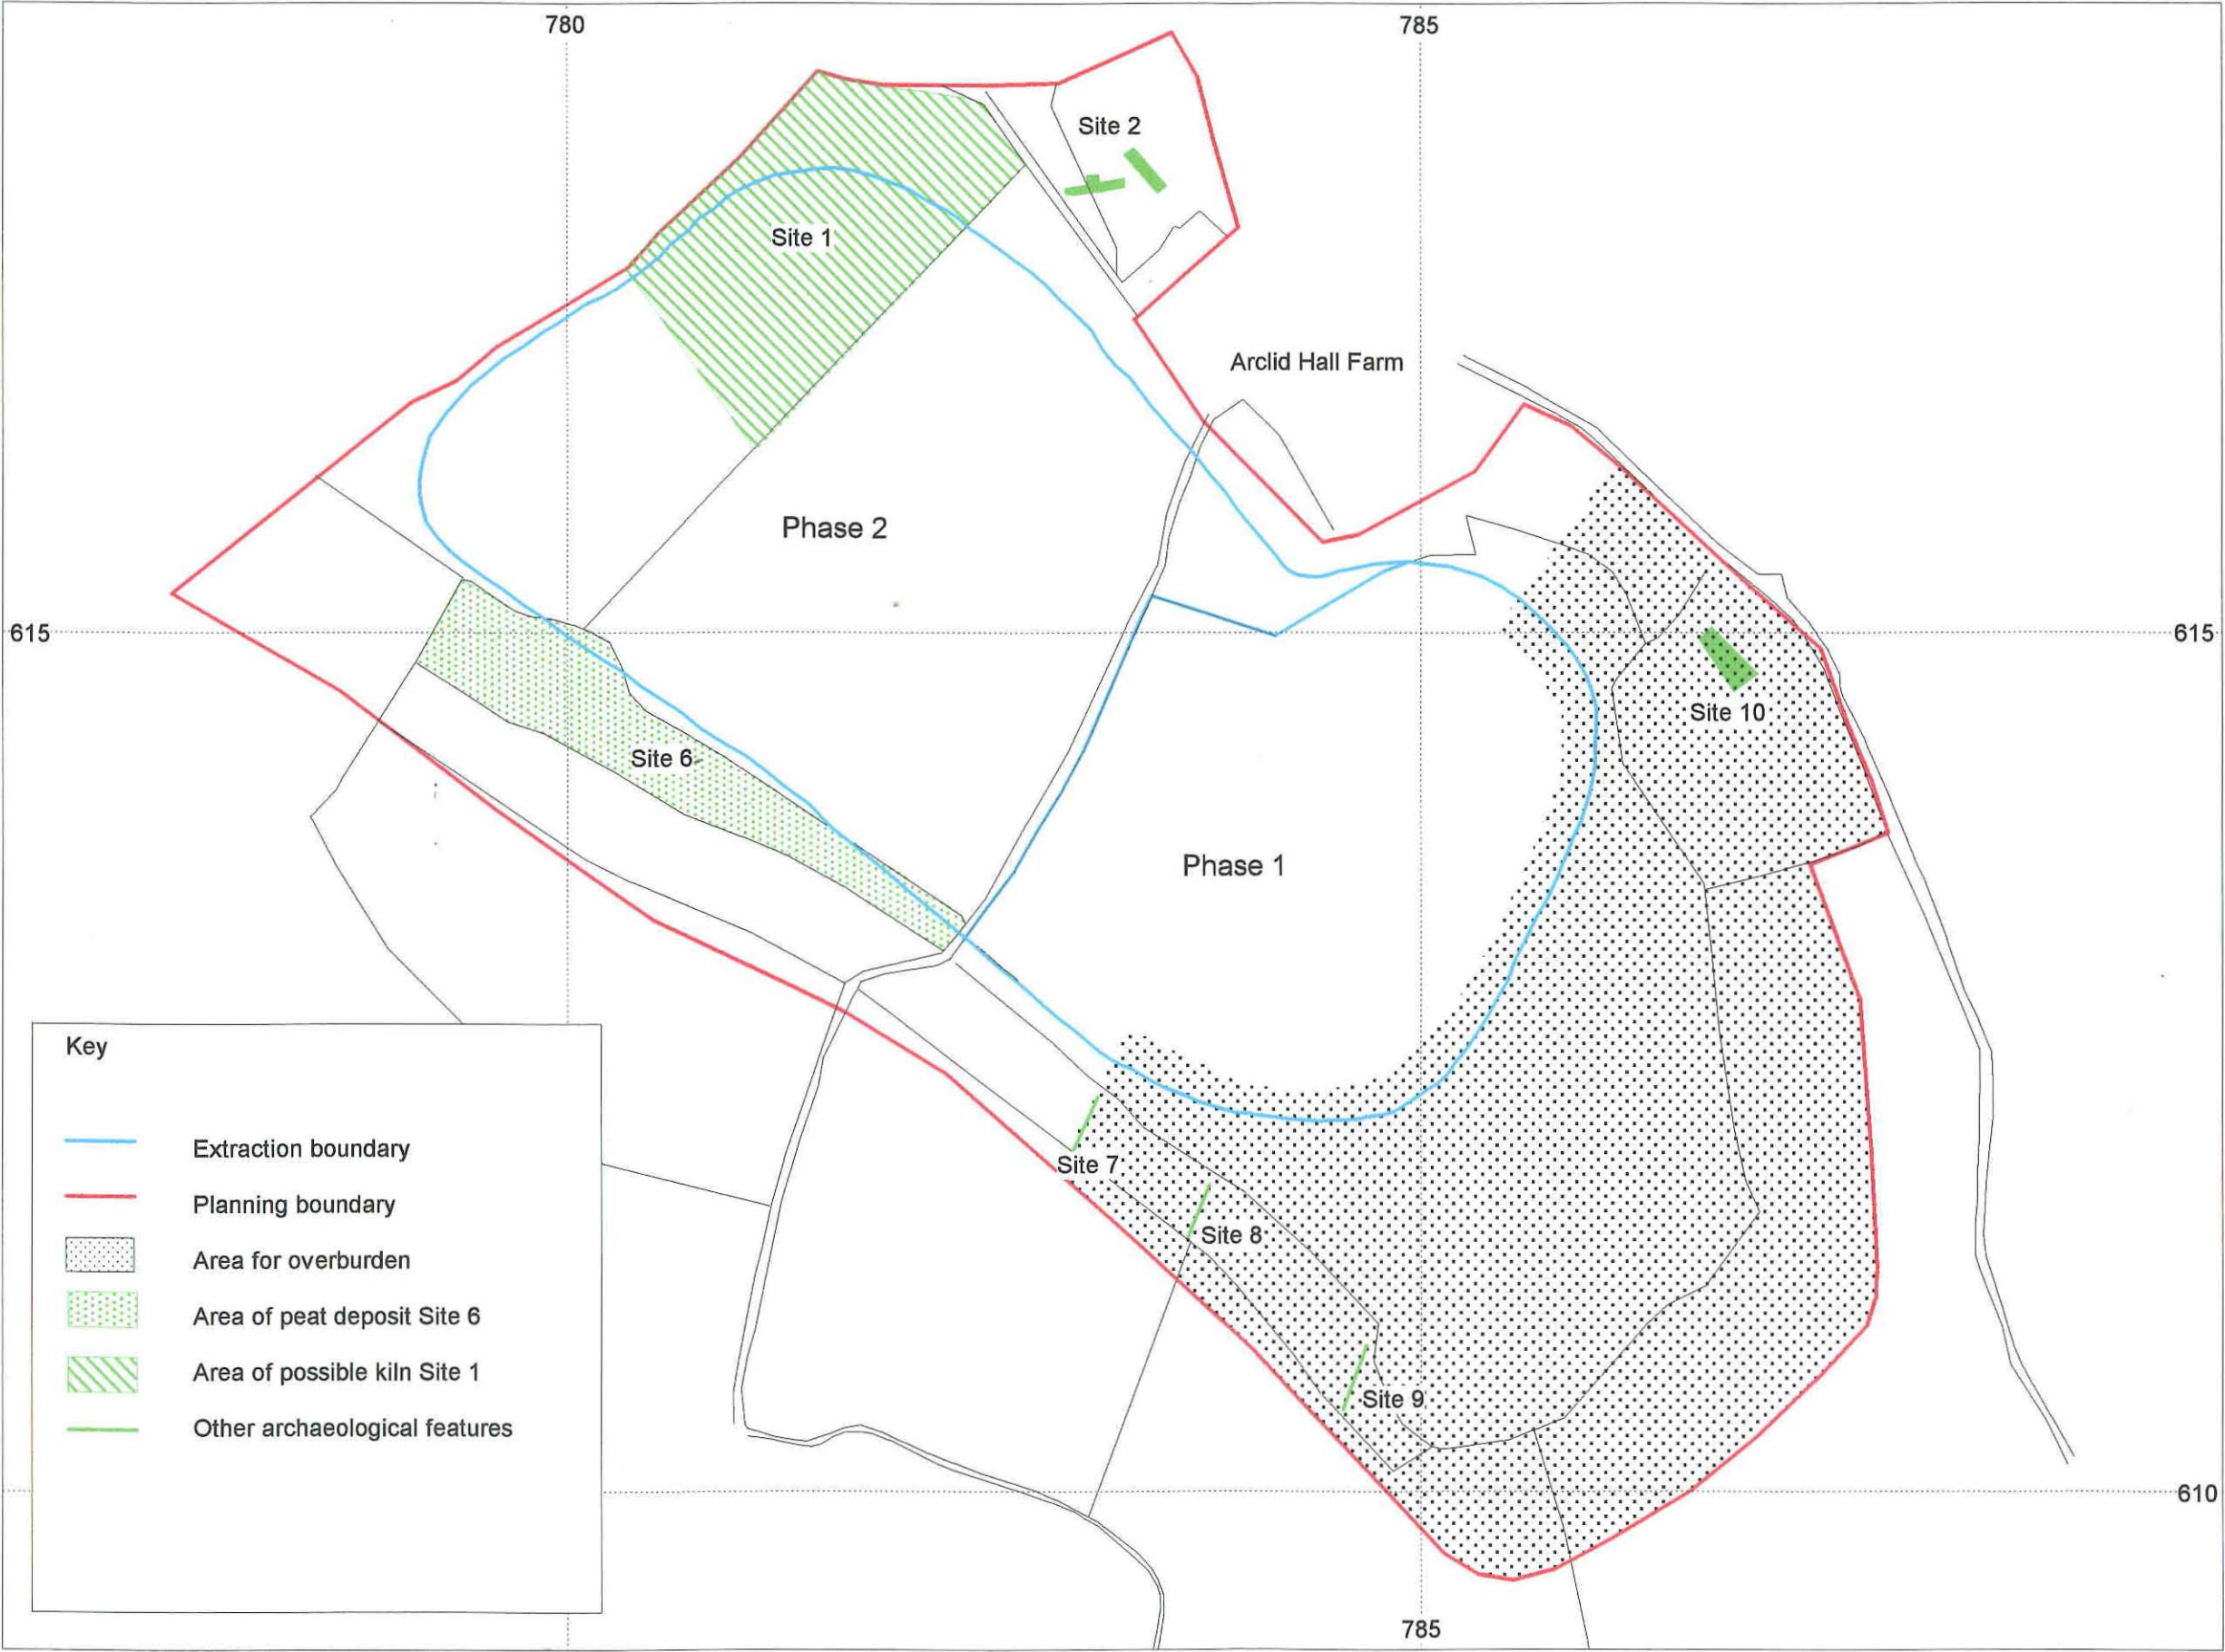 780
785
Site 2
Site 1
Arclid Hall Farm
Phase 2
615
615
Site 10
Site 6
Phase 1
Key
Extraction boundary
Planning boundary
Area for overburden
Area of peat deposit Site 6
Area of possible kiln Site 1
Other archaeological features
Site 7
Site 8
Site 9
610
785